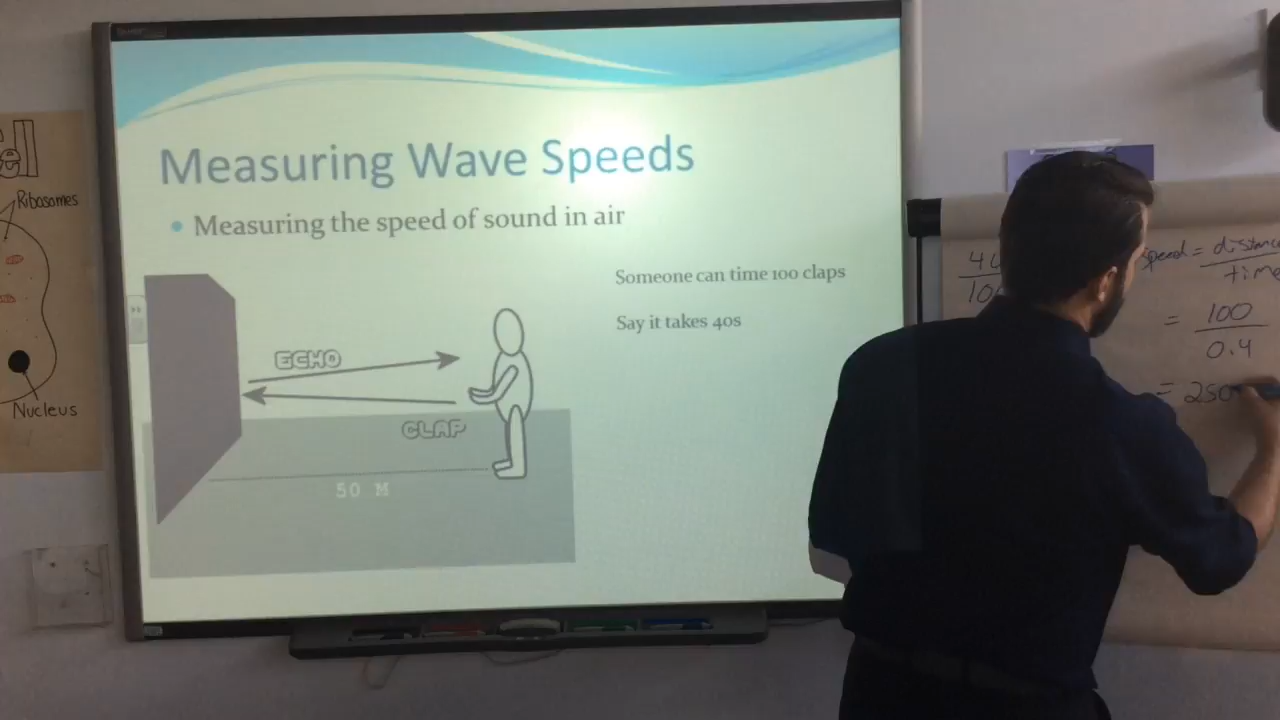 Ribosomes
Nucleus
Measuring Wave Speeds
• Measuring the speed of sound in air
Someone can time 100 claps
Say it takes 40s
ECHO
CLAP
50 M
speed = distanc
time
= 100
0.4
= 250